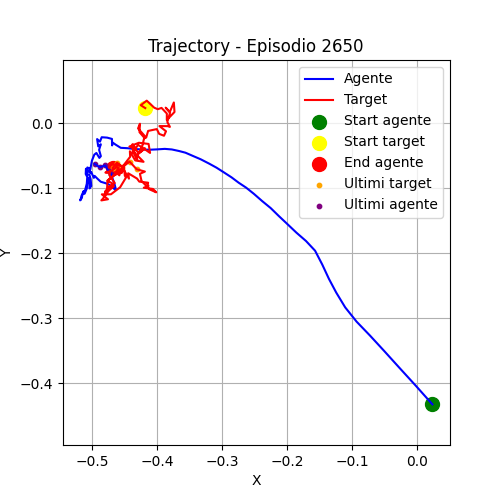 Trajectory - Episodio 2650
Agente
Target
Start agente
Start target
End agente
Ultimi target
Ultimi agente
0.0
−0.1
−0.2
−0.3
−0.4
Y
−0.5
−0.4
−0.3
−0.2
−0.1
0.0
X